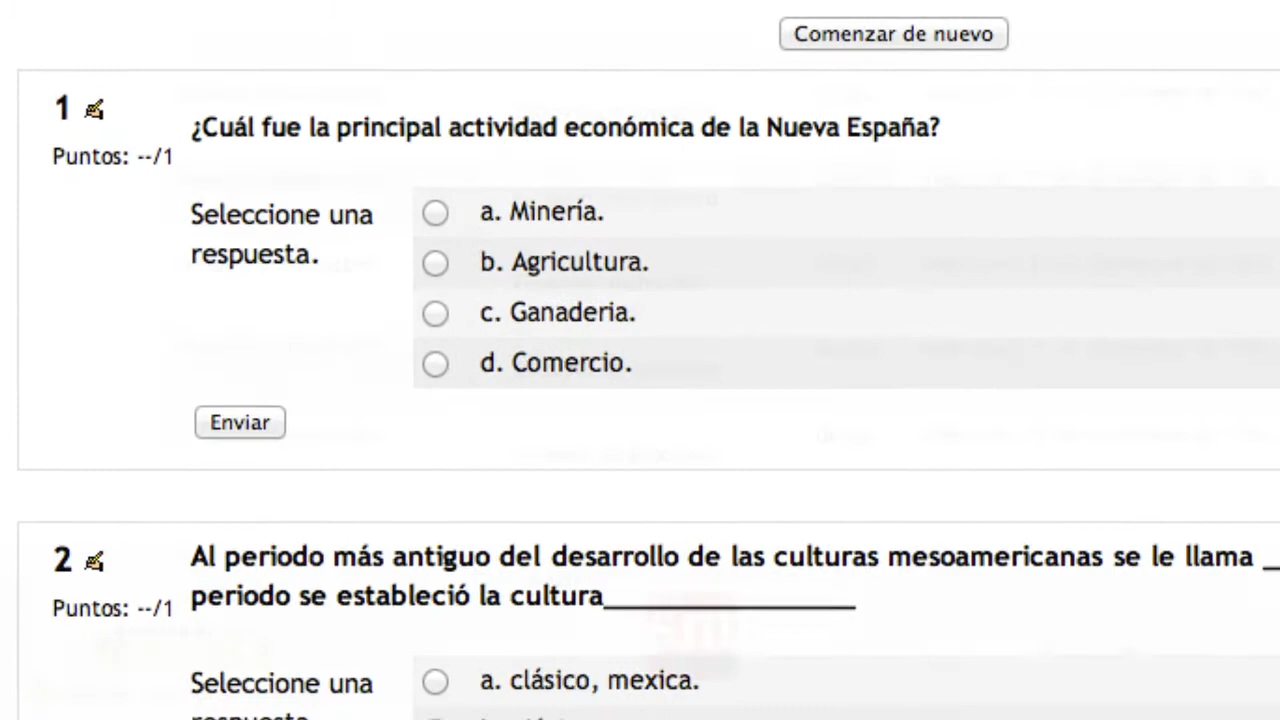 Comenzar de nuevo
1
¿Cuál fue la principal actividad económica de la Nueva España?
Puntos: --/1
Seleccione una
respuesta.
a. Minería.
b. Agricultura.
c. Ganaderia.
d. Comercio.
Enviar
2
Al periodo más antiguo del desarrollo de las culturas mesoamericanas se le llama _
periodo se estableció la cultura__________________
Puntos: --/1
Seleccione una
respuesta.
a. clásico, mexica.